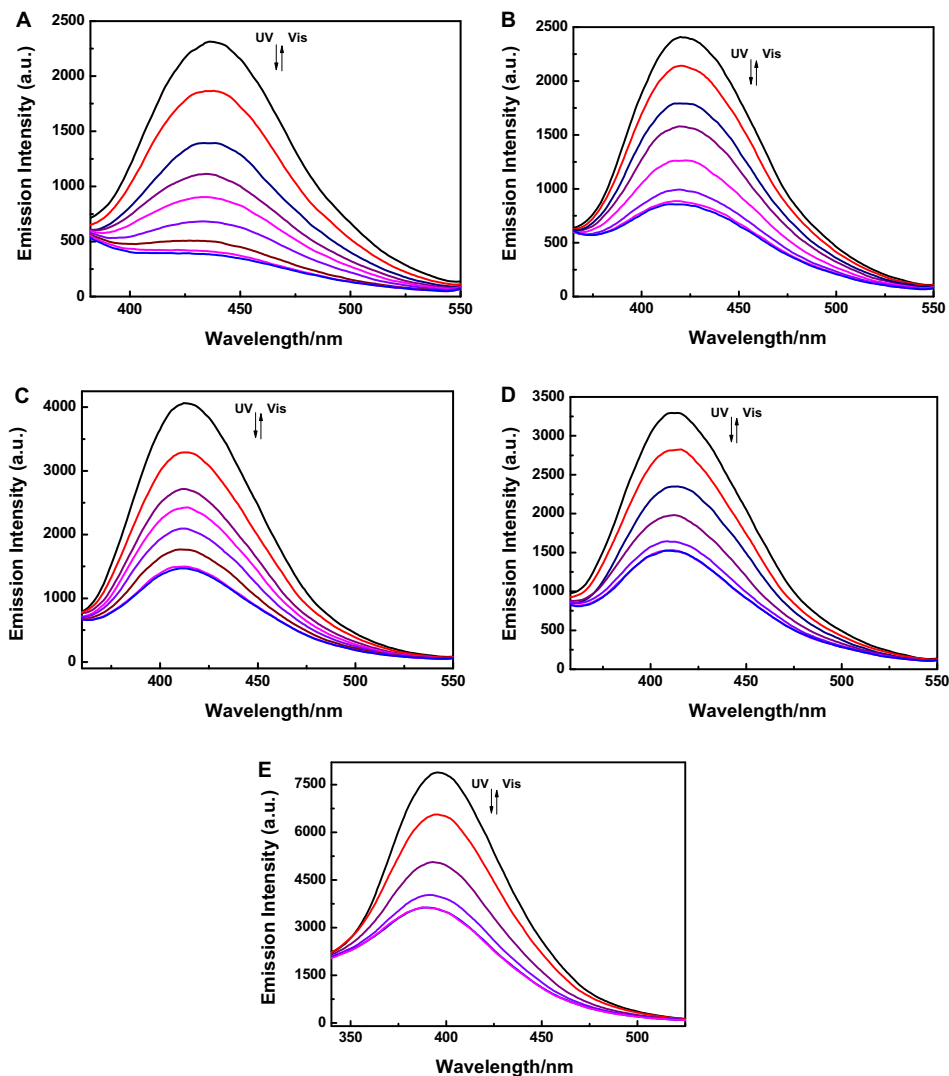 A
UV Vis
Emission Intensity (a.u.)
2500
2000
1500
1000
500
0
400 450 500 550
Wavelength/nm
B
UV Vis
Emission Intensity (a.u.)
2500
2000
1500
1000
500
0
400 450 500 550
Wavelength/nm
C
UV Vis
Emission Intensity (a.u.)
4000
3000
2000
1000
0
400 450 500 550
Wavelength/nm
D
UV Vis
Emission Intensity (a.u.)
3500
3000
2500
2000
1500
1000
500
0
400 450 500 550
Wavelength/nm
E
UV Vis
Emission Intensity (a.u.)
7500
6000
4500
3000
1500
0
350 400 450 500
Wavelength/nm